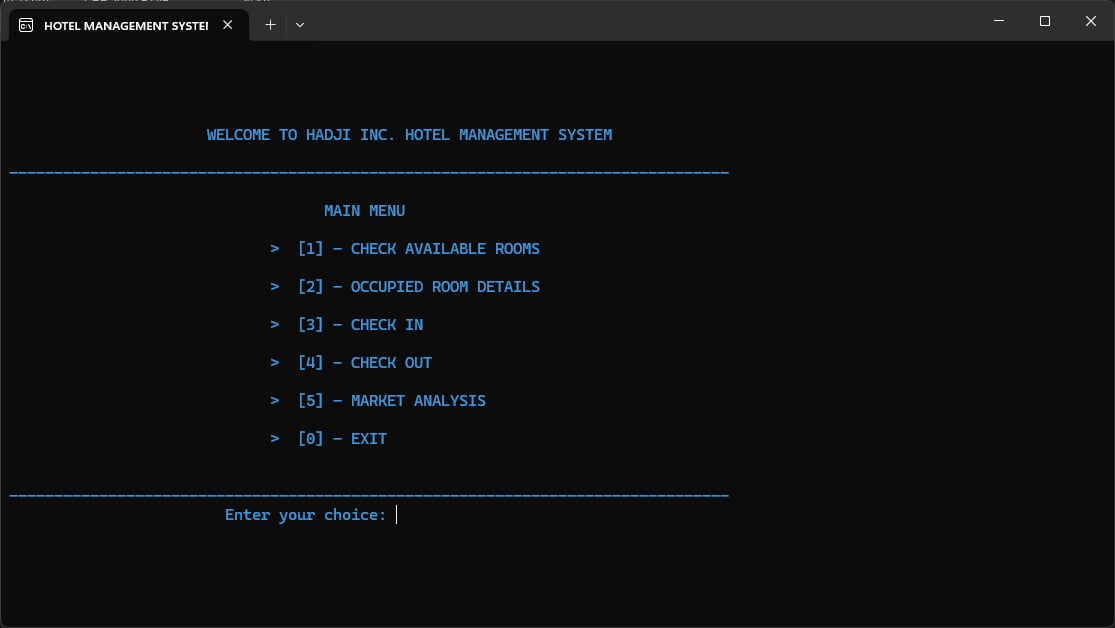 HOTEL MANAGEMENT SYSTE
WELCOME TO HADJI INC. HOTEL MANAGEMENT SYSTEM
MAIN MENU
> [1] - CHECK AVAILABLE ROOMS
> [2] - OCCUPIED ROOM DETAILS
> [3] - CHECK IN
> [4] - CHECK OUT
> [5] - MARKET ANALYSIS
> [0] - EXIT
Enter your choice: